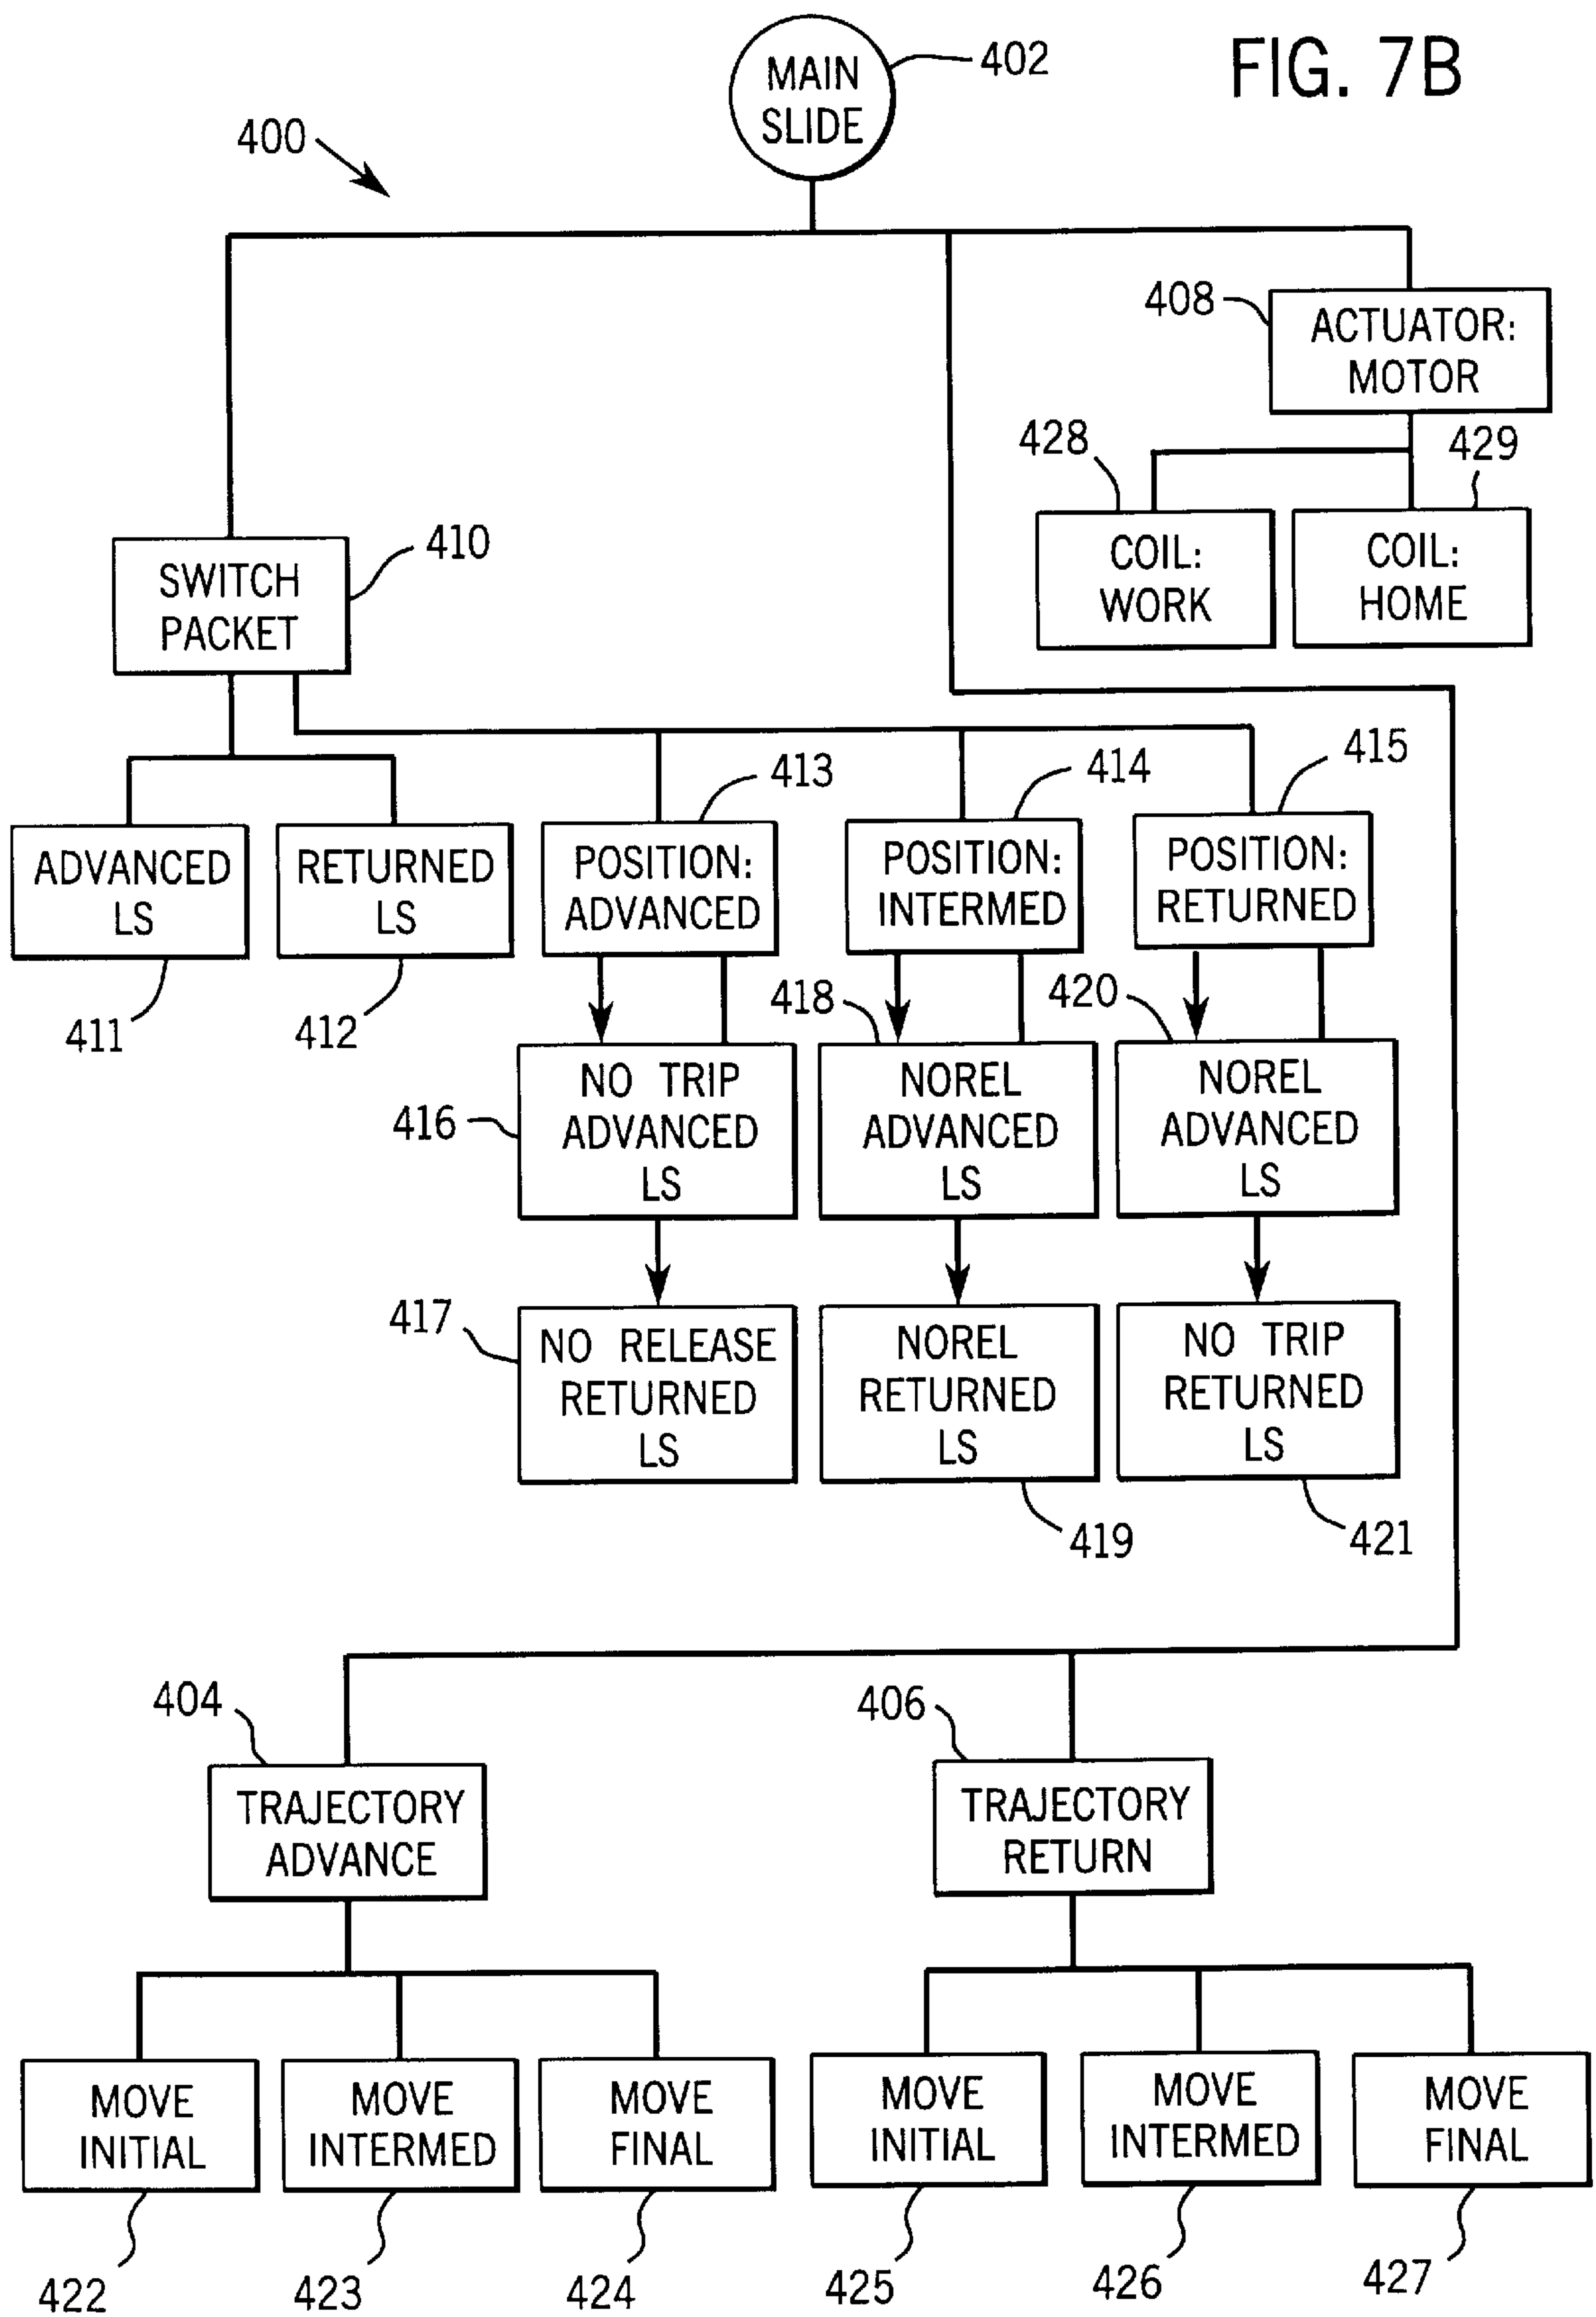 FIG. 7B
MAIN
SLIDE
402
400
408
ACTUATOR:
MOTOR
428
429
COIL:
WORK
COIL:
HOME
410
SWITCH
PACKET
413
414
415
ADVANCED
LS
RETURNED
LS
POSITION:
ADVANCED
POSITION:
INTERMED
POSITION:
RETURNED
411
412
418
420
416
NO TRIP
ADVANCED
LS
NOREL
ADVANCED
LS
NOREL
ADVANCED
LS
417
NO RELEASE
RETURNED
LS
NOREL
RETURNED
LS
NO TRIP
RETURNED
LS
419
421
404
406
TRAJECTORY
ADVANCE
TRAJECTORY
RETURN
MOVE
INITIAL
MOVE
INTERMED
MOVE
FINAL
MOVE
INITIAL
MOVE
INTERMED
MOVE
FINAL
422
423
424
425
426
427